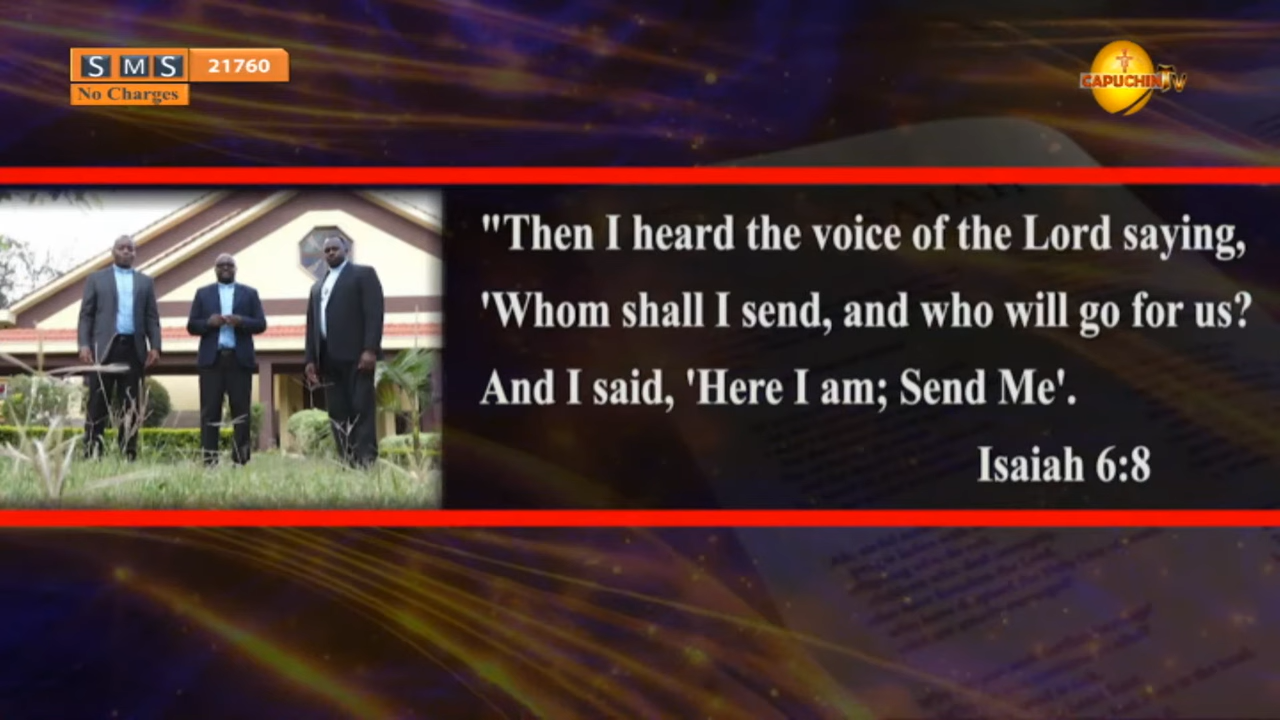 SMS 21760
No Charges
CAPUCHIN TV
"Then I heard the voice of the Lord saying,
'Whom shall I send, and who will go for us?
And I said, 'Here I am; Send Me'.
Isaiah 6:8